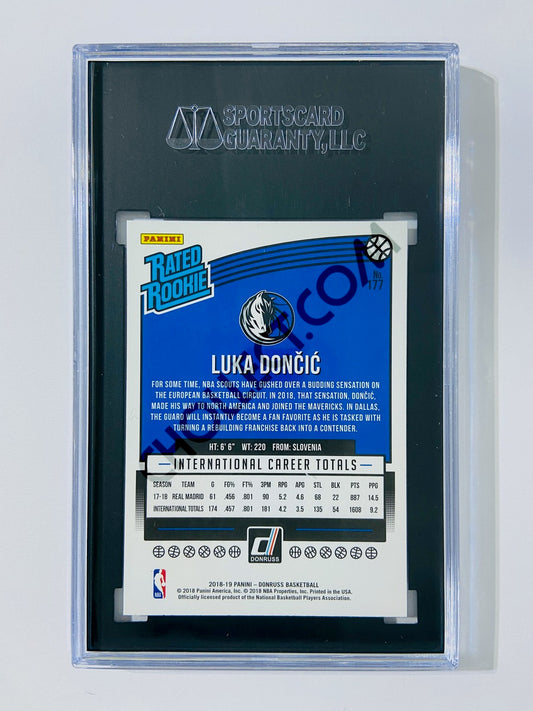 SPORTSCARD
GUARANTY, LLC
PANINI
RATED
ROOKIE
No.
177
LUKA DONČIĆ
FOR SOME TIME, NBA SCOUTS HAVE GUSHED OVER A BUDDING SENSATION ON
THE EUROPEAN BASKETBALL CIRCUIT. IN 2018, THAT SENSATION, DONČIĆ,
MADE HIS WAY TO NORTH AMERICA AND JOINED THE MAVERICKS. IN DALLAS,
THE GUARD WILL INSTANTLY BECOME A FAN FAVORITE AS HE IS TASKED WITH
TURNING A REBUILDING FRANCHISE BACK INTO A CONTENDER.
HT: 6' 6" WT: 220 FROM: SLOVENIA
INTERNATIONAL CAREER TOTALS
SEASON TEAM G FG% FT% 3PM RPG APG STL BLK PTS PPG
17-18 REAL MADRID 61 .456 .801 90 5.2 4.6 68 22 887 14.5
INTERNATIONAL TOTALS 174 .457 .801 181 4.2 3.5 135 54 1608 9.2
DONRUSS
NBA
2018-19 PANINI – DONRUSS BASKETBALL
© 2018 Panini America, Inc. © 2018 NBA Properties, Inc. Printed in the USA.
Officially licensed product of the National Basketball Players Association.